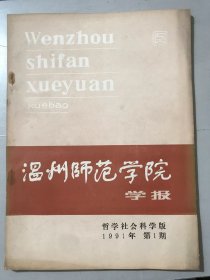 Wenzhou
shifan
xueyuan
xuebao
温州师范学院
学报
哲学社会科学版
1991年 第1期